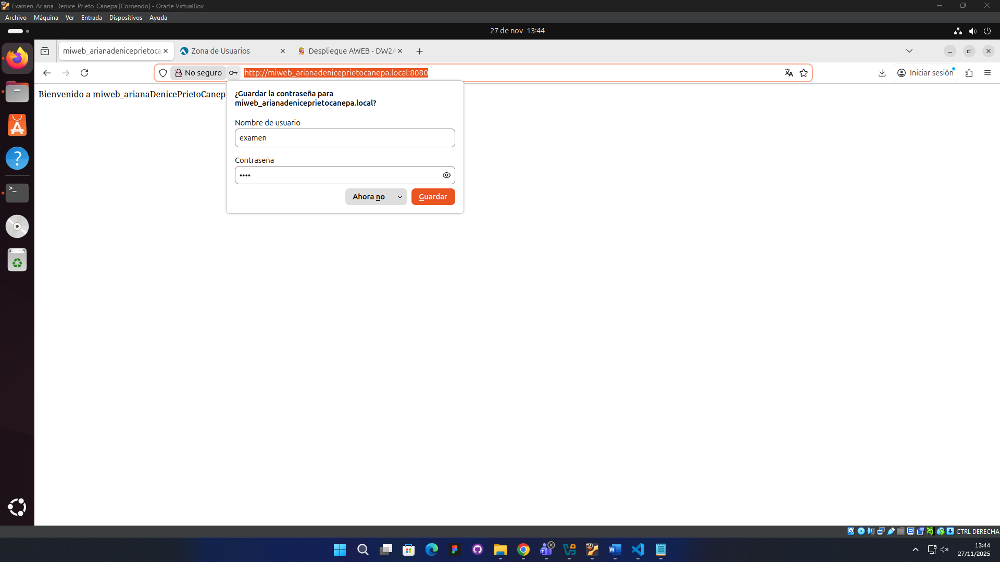 Examen_Ariana_Denice_Prieto_Canepa [Corriendo] - Oracle VirtualBox
Archivo Máquina Ver Entrada Dispositivos Ayuda
27 de nov 13:44
miweb_arianadeniceprietoca
Zona de Usuarios
Despliegue AWEB - DW2A
No seguro
http://miweb_arianadeniceprietocanepa.local:8080
Iniciar sesión
Bienvenido a miweb_arianaDenicePrietoCanep
¿Guardar la contraseña para
miweb_arianadeniceprietocanepa.local?
Nombre de usuario
examen
Contraseña
••••
Ahora no
Guardar
CTRL DERECHA
13:44
27/11/2025